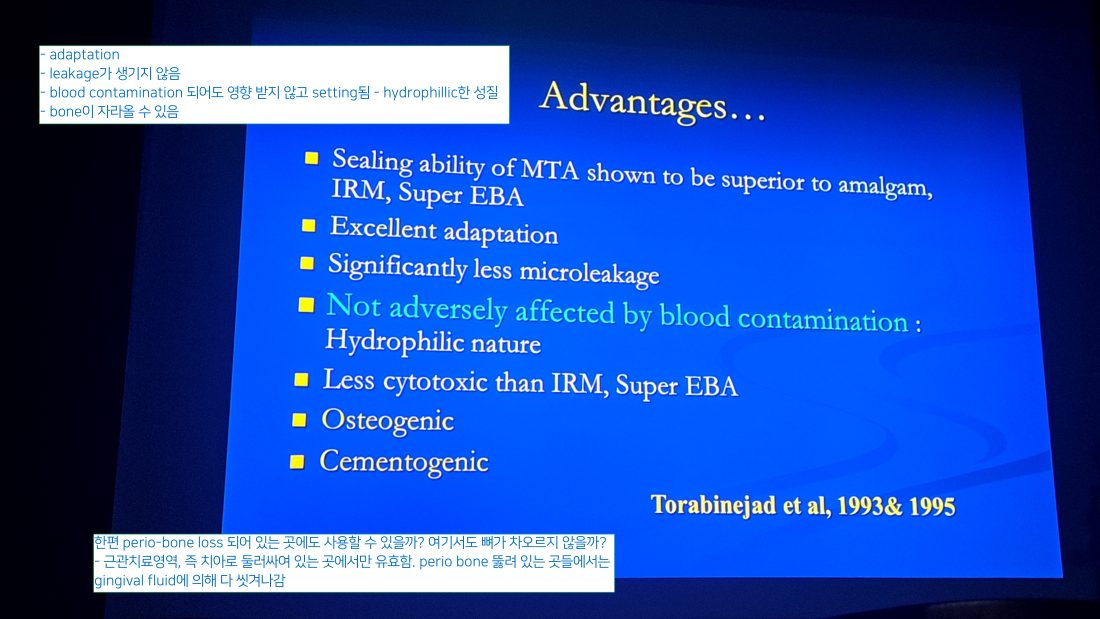 - adaptation
- leakage가 생기지 않음
- blood contamination 되어도 영향 받지 않고 setting됨 - hydrophillic한 성질
- bone이 자라올 수 있음
Advantages…
Sealing ability of MTA shown to be superior to amalgam,
IRM, Super EBA
Excellent adaptation
Significantly less microleakage
Not adversely affected by blood contamination :
Hydrophilic nature
Less cytotoxic than IRM, Super EBA
Osteogenic
Cementogenic
Torabinejad et al, 1993& 1995
한편 perio-bone loss 되어 있는 곳에도 사용할 수 있을까? 여기서도 뼈가 차오르지 않을까?
- 근관치료영역, 즉 치아로 둘러싸여 있는 곳에서만 유효함. perio bone 뚫려 있는 곳들에서는
gingival fluid에 의해 다 씻겨나감